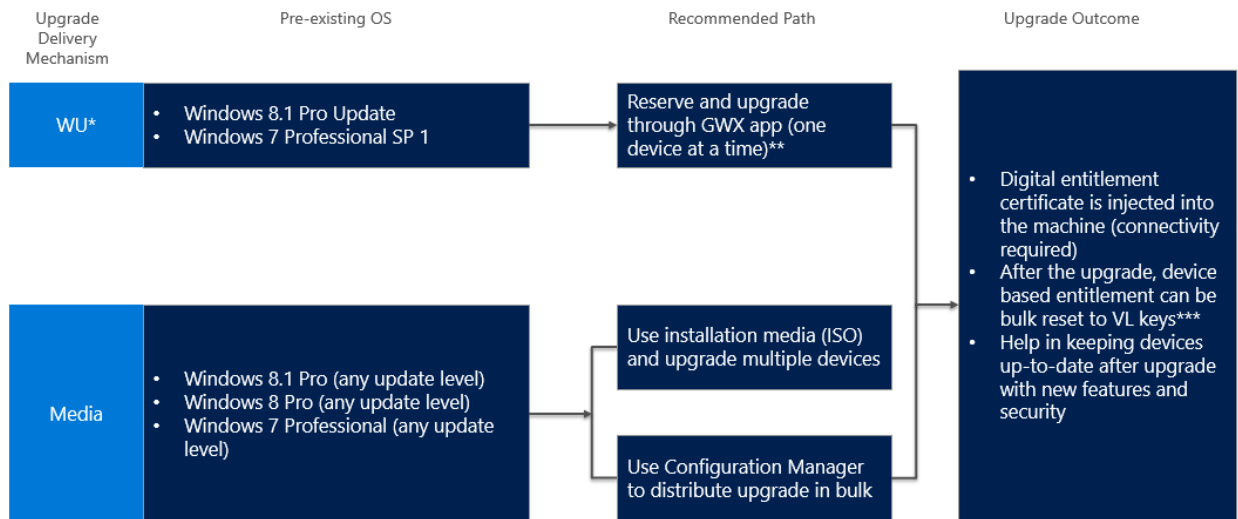 Upgrade
Delivery
Mechanism
Pre-existing OS
Recommended Path
Upgrade Outcome
WU*
• Windows 8.1 Pro Update
• Windows 7 Professional SP 1
Reserve and upgrade
through GWX app (one
device at a time)**
Media
• Windows 8.1 Pro (any update level)
• Windows 8 Pro (any update level)
• Windows 7 Professional (any update
level)
Use installation media (ISO)
and upgrade multiple devices
Use Configuration Manager
to distribute upgrade in bulk
• Digital entitlement
certificate is injected into
the machine (connectivity
required)
• After the upgrade, device
based entitlement can be
bulk reset to VL keys***
• Help in keeping devices
up-to-date after upgrade
with new features and
security